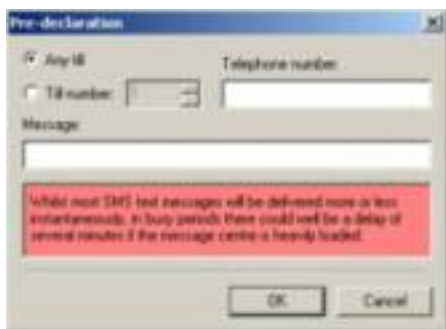 Pre-declaration
Any till
Telephone number
Till number
Message
Whilst most SMS text messages will be delivered more or less
instantaneously, in busy periods there could well be a delay of
several minutes if the message centre is heavily loaded.
OK
Cancel